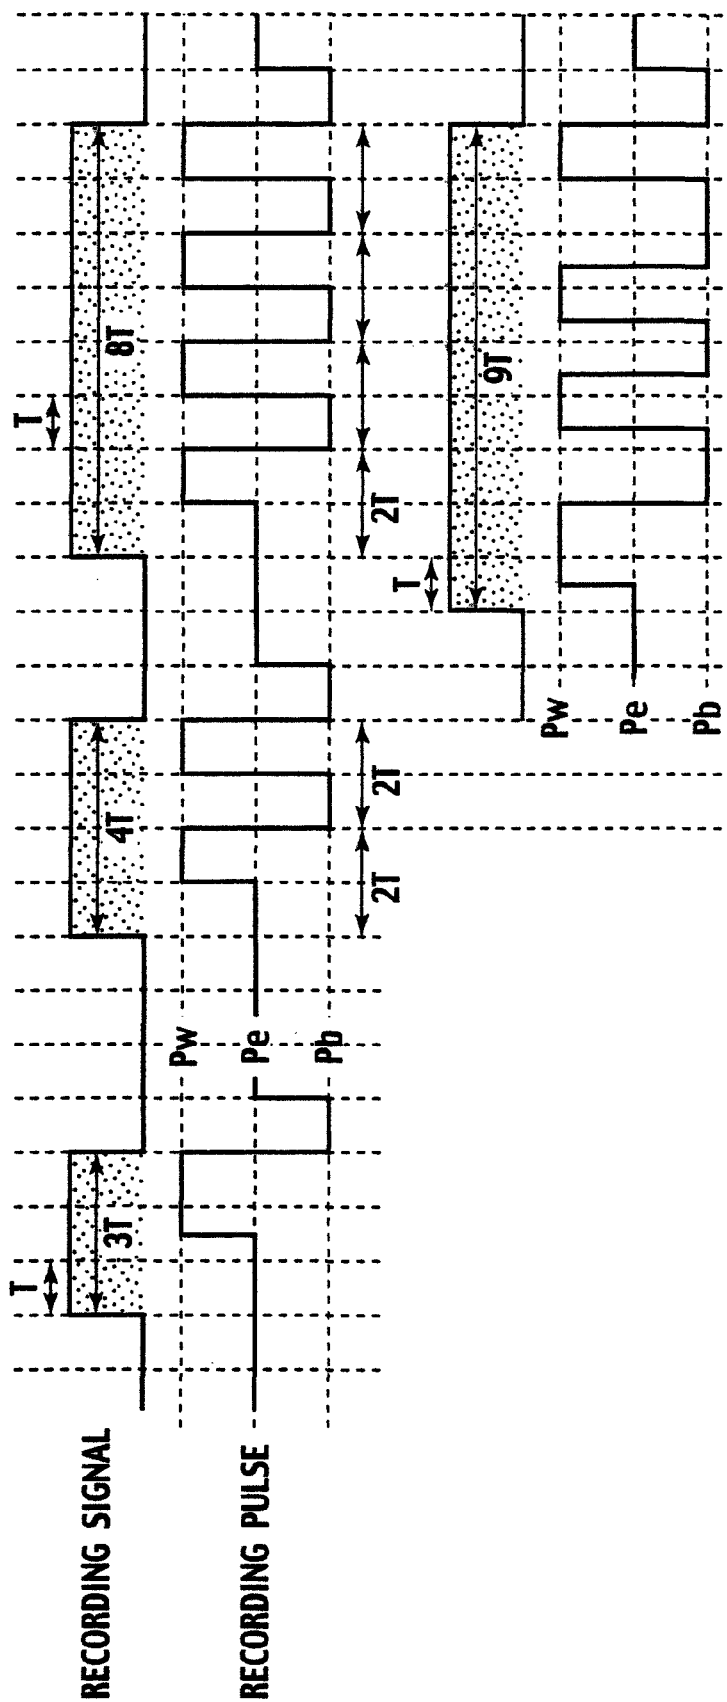 RECORDING SIGNAL
T
3T
4T
T
8T
RECORDING PULSE
Pw
Pe
Pb
2T
2T
2T
T
9T
Pw
Pe
Pb